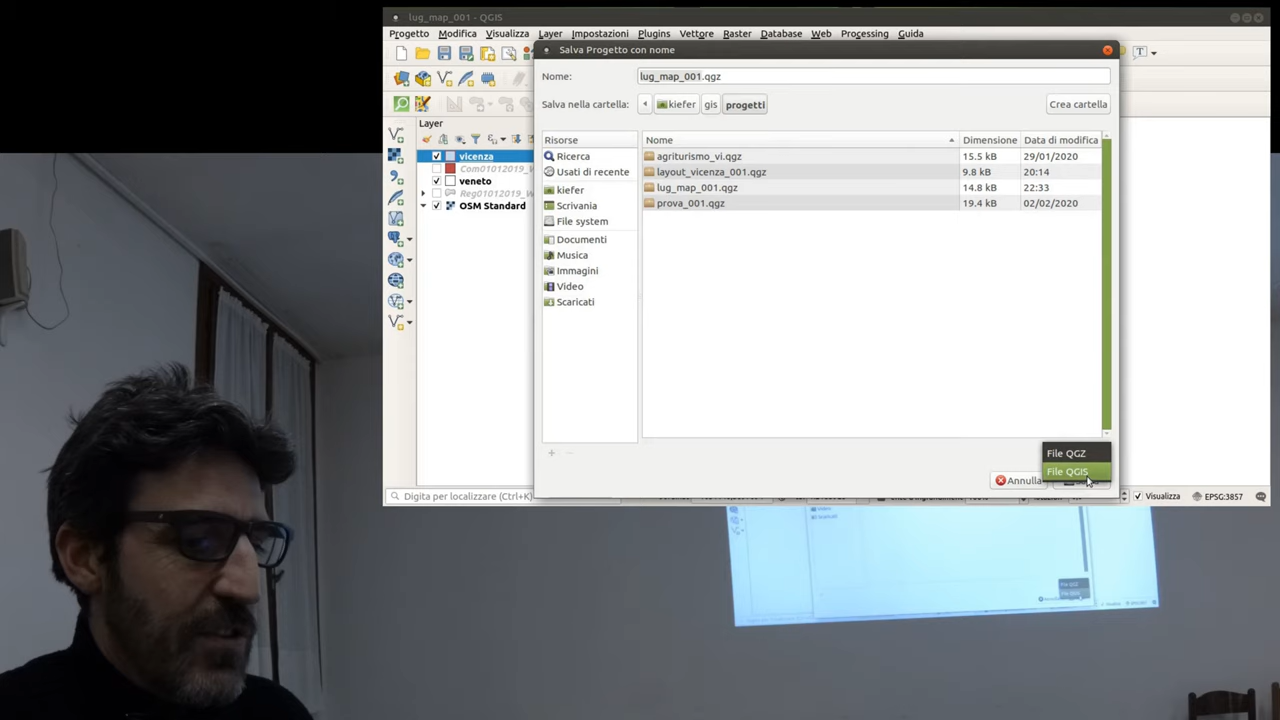 lug_map_001 - QGIS
Progetto Modifica Visualizza Layer Impostazioni Plugins Vettore Raster Database Web Processing Guida
Salva Progetto con nome
Nome: lug_map_001.qgz
Salva nella cartella: kiefer gis progetti Crea cartella
Layer
Risorse
Nome Dimensione Data di modifica
vicenza
Ricerca
agriturismo_vi.qgz 15.5 kB 29/01/2020
Com01012019_
Usati di recente
layout_vicenza_001.qgz 9.8 kB 20:14
veneto
kiefer
lug_map_001.qgz 14.8 kB 22:33
Reg01012019_
Scrivania
prova_001.qgz 19.4 kB 02/02/2020
OSM Standard
File system
Documenti
Musica
Immagini
Video
Scaricati
File QGZ
File QGIS
Annulla
Digita per localizzare (Ctrl+K)
Visualizza EPSG:3857